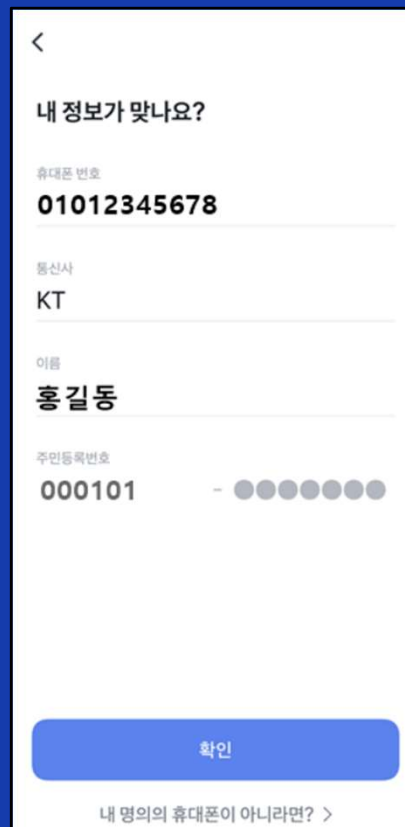 내 정보가 맞나요?
휴대폰 번호
01012345678
통신사
KT
이름
홍길동
주민등록번호
000101 - ●●●●●●●
확인
내 명의의 휴대폰이 아니라면? >